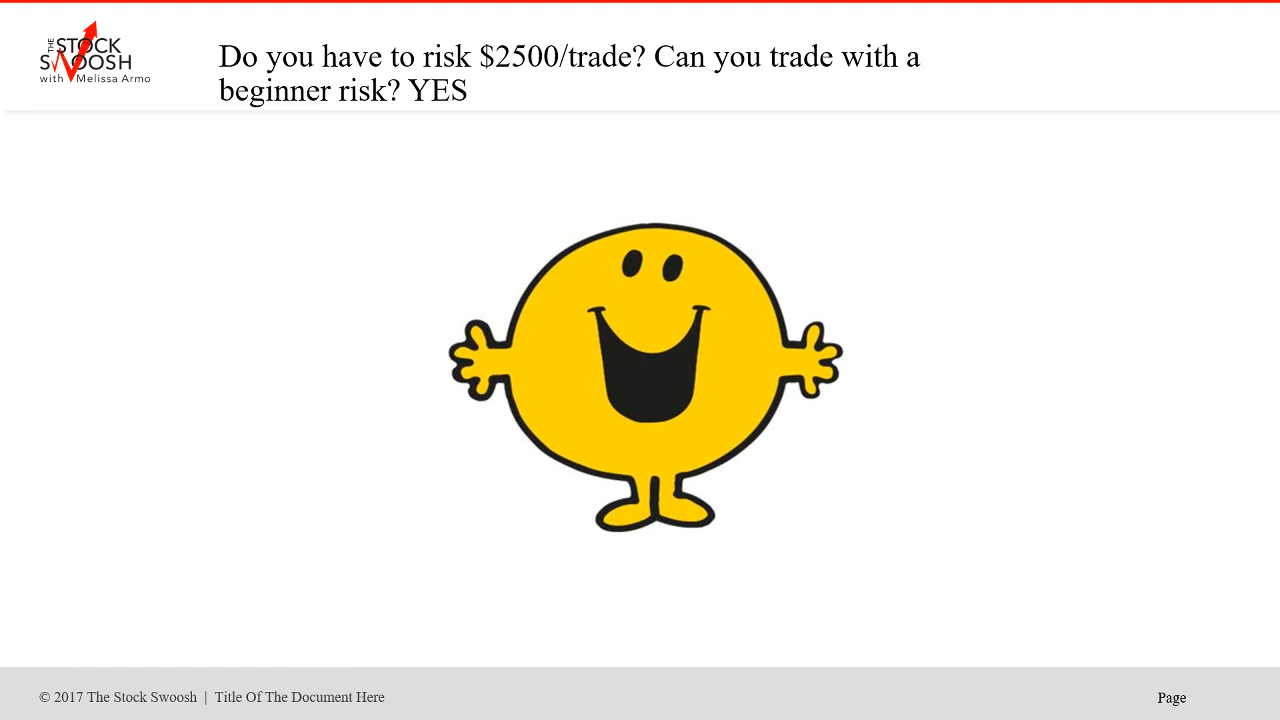 THE STOCK
SWOOSH
with Melissa Armo
Do you have to risk $2500/trade? Can you trade with a
beginner risk? YES
© 2017 The Stock Swoosh | Title Of The Document Here
Page